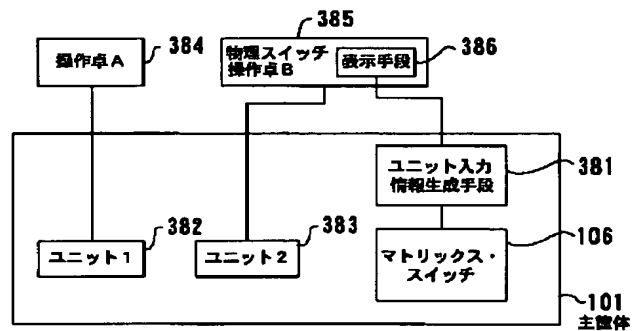 385
384
386
操作卓A
物理スイッチ
操作卓B
表示手段
ユニット入力
情報生成手段
381
382
383
106
ユニット1
ユニット2
マトリックス・
スイッチ
101
主筐体